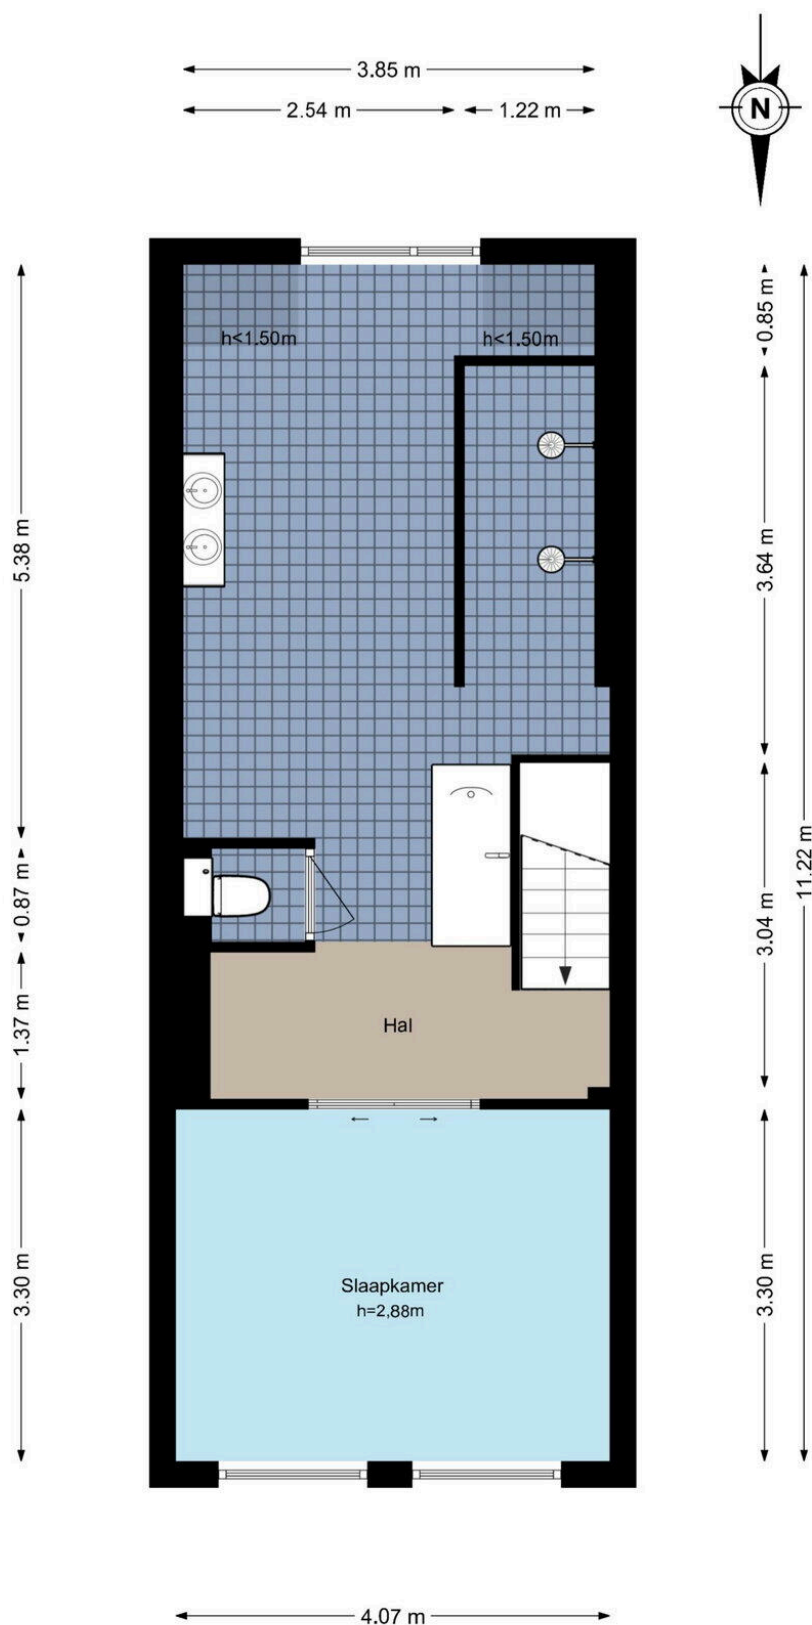 3.85 m
2.54 m
1.22 m
N
h<1.50m
h<1.50m
0.85 m
5.38 m
3.64 m
11.22 m
0.87 m
3.04 m
1.37 m
Hal
3.30 m
Slaapkamer
h=2,88m
3.30 m
4.07 m